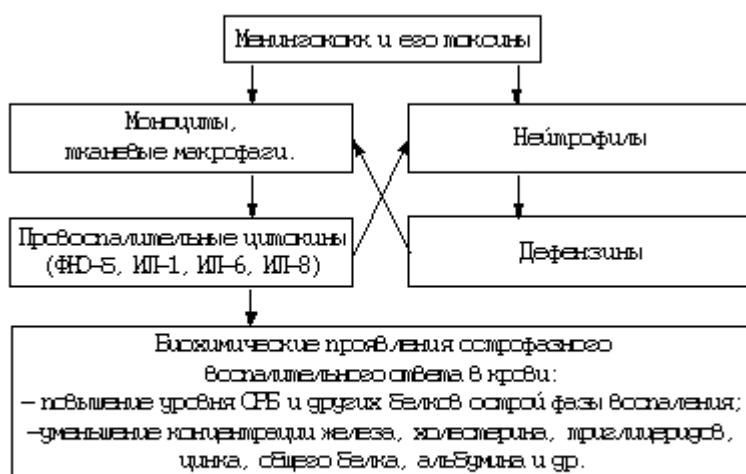 Менингококк и его токсины
Моноциты,
тканевые макрофаги.
Нейтрофилы
Провоспалительные цитокины
(ФНО-Б, ИЛ-1, ИЛ-6, ИЛ-8)
Дефензины
Биохимические проявления острофазного
воспалительного ответа в крови:
– повышение уровня СРБ и других белков острой фазы воспаления;
–уменьшение концентрации железа, холестерина, триглицеридов,
цинка, общего белка, альбумина и др.